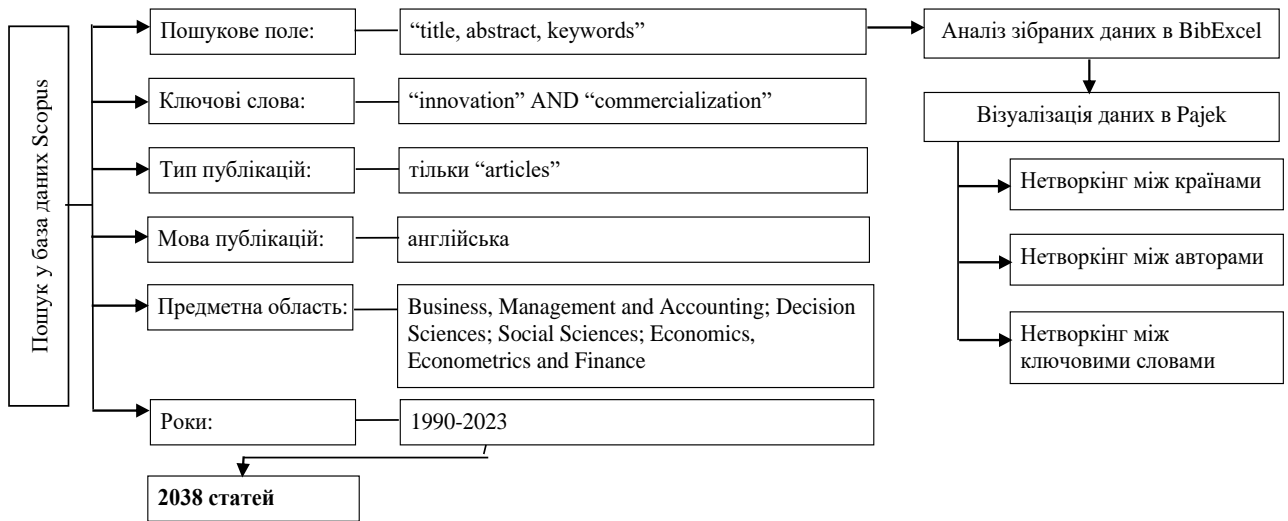 Пошук у база даних Scopus
Пошукове поле:
“title, abstract, keywords”
Ключові слова:
“innovation” AND “commercialization”
Тип публікацій:
тільки “articles”
Мова публікацій:
англійська
Предметна область:
Business, Management and Accounting; Decision
Sciences; Social Sciences; Economics,
Econometrics and Finance
Роки:
1990-2023
2038 статей
Аналіз зібраних даних в BibExcel
Візуалізація даних в Pajek
Нетворкінг між країнами
Нетворкінг між авторами
Нетворкінг між
ключовими словами